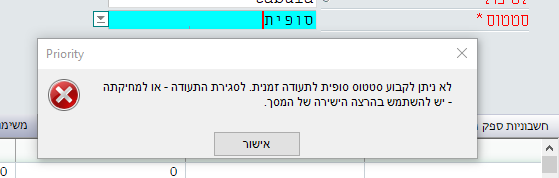 סטטוס *
סופית
Priority
לא ניתן לקבוע סטטוס סופית לתעודה זמנית. לסגירת התעודה - או למחיקתה
- יש להשתמש בהרצה הישירה של המסך.
אישור
חשבוניות ספק
משימו
0
0